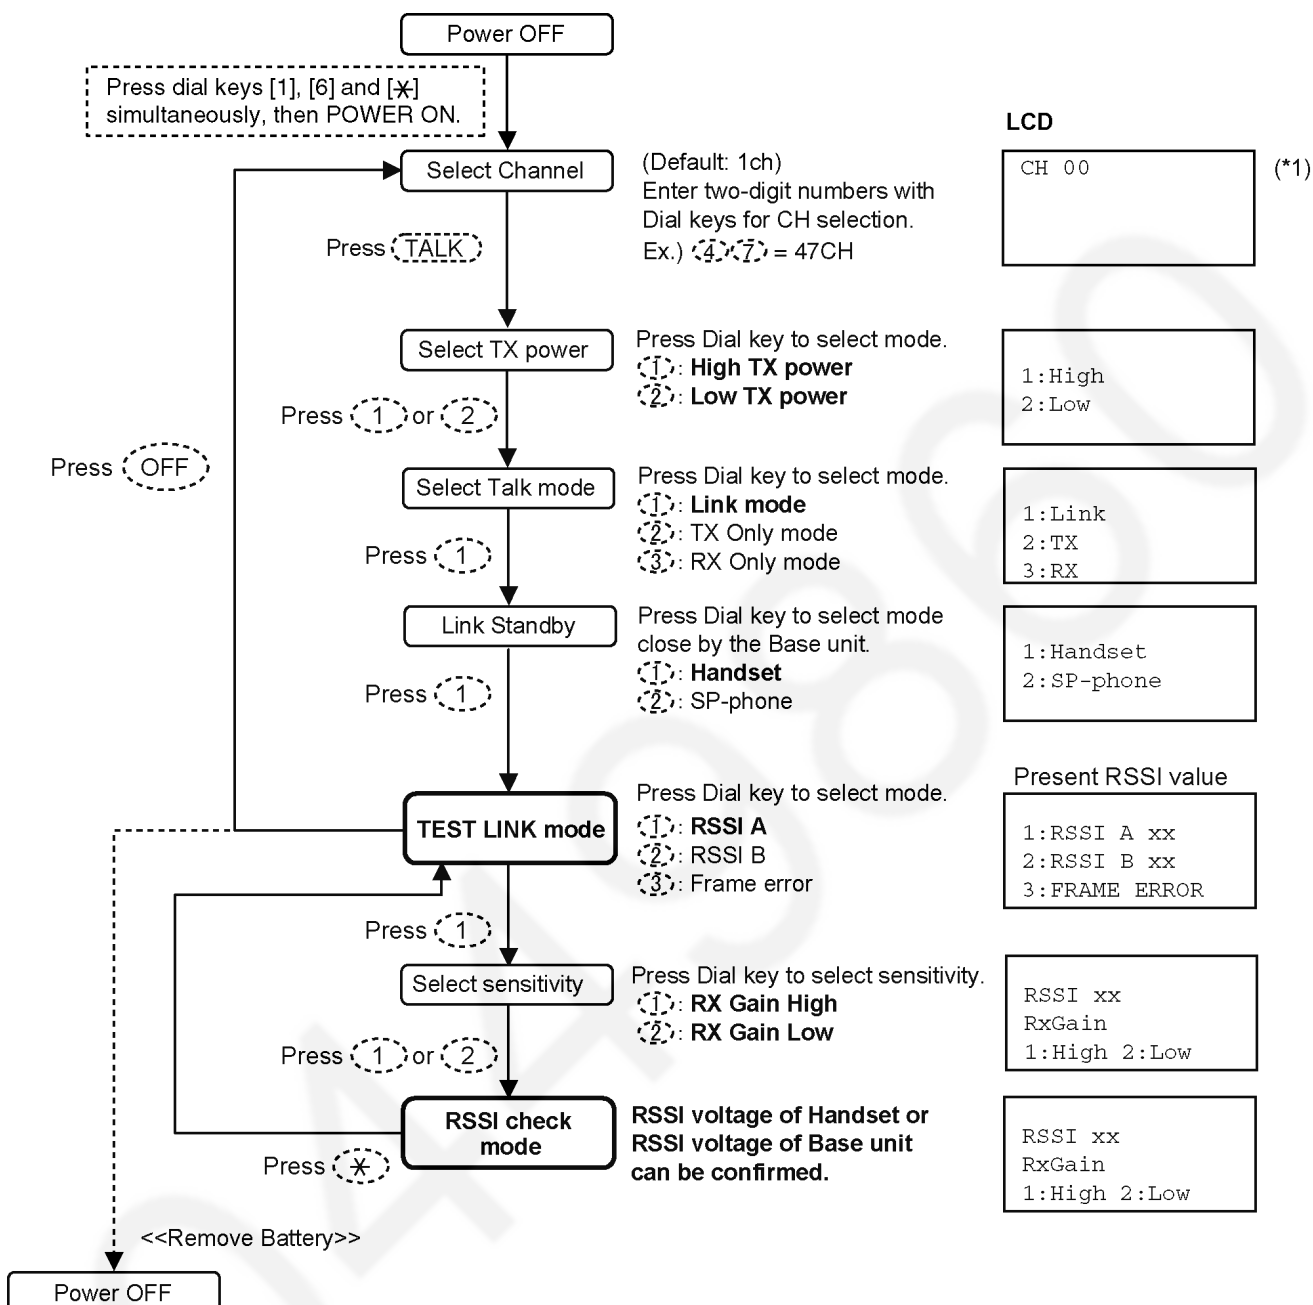 Power OFF
Press dial keys [1], [6] and [*]
simultaneously, then POWER ON.
LCD
Select Channel
(Default: 1ch)
Enter two-digit numbers with
Dial keys for CH selection.
Ex.) 4 7 = 47CH
CH 00
(*1)
Press TALK
Select TX power
Press Dial key to select mode.
1: High TX power
2: Low TX power
1:High
2:Low
Press 1 or 2
Press OFF
Select Talk mode
Press Dial key to select mode.
1: Link mode
2: TX Only mode
3: RX Only mode
1:Link
2:TX
3:RX
Press 1
Link Standby
Press Dial key to select mode
close by the Base unit.
1: Handset
2: SP-phone
1:Handset
2:SP-phone
Press 1
Present RSSI value
TEST LINK mode
Press Dial key to select mode.
1: RSSI A
2: RSSI B
3: Frame error
1:RSSI A xx
2:RSSI B xx
3:FRAME ERROR
Press 1
Select sensitivity
Press Dial key to select sensitivity.
1: RX Gain High
2: RX Gain Low
RSSI xx
RxGain
1:High 2:Low
Press 1 or 2
RSSI check
mode
RSSI voltage of Handset or
RSSI voltage of Base unit
can be confirmed.
RSSI xx
RxGain
1:High 2:Low
Press *
<<Remove Battery>>
Power OFF